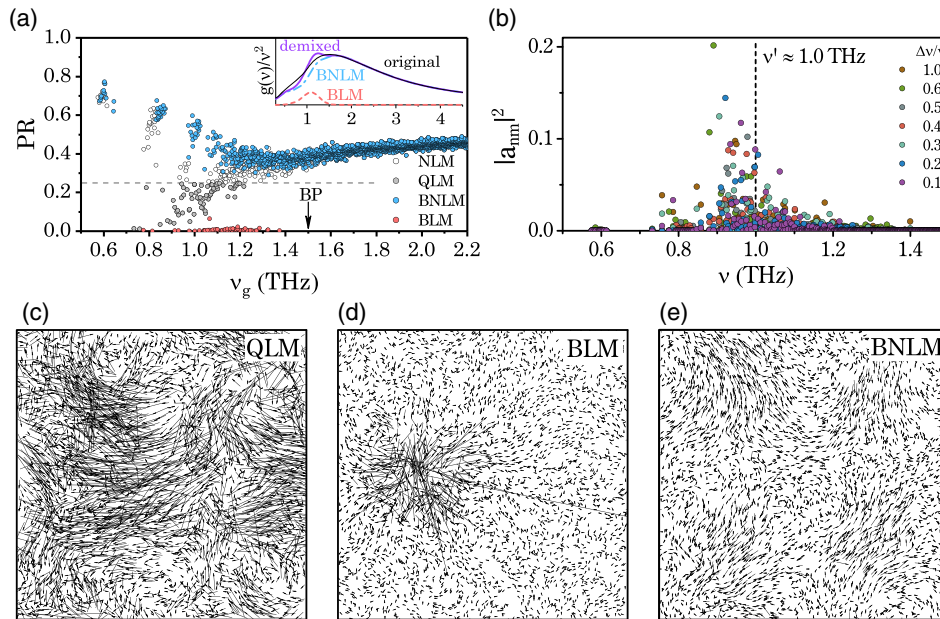 (a)
1.0
0.8
0.6
0.4
0.2
0.0
PR
0.6 0.8 1.0 1.2 1.4 1.6 1.8 2.0 2.2
ν_g (THz)
BP
NLM
QLM
BNLM
BLM
g(ν)/ν²
demixed
BNLM
BLM
original
1 2 3 4
(b)
0.2
0.1
0.0
|a_nm|²
ν' ≈ 1.0 THz
Δν/
1.0
0.6
0.5
0.4
0.3
0.2
0.1
0.6 0.8 1.0 1.2 1.4
ν (THz)
(c)
QLM
(d)
BLM
(e)
BNLM